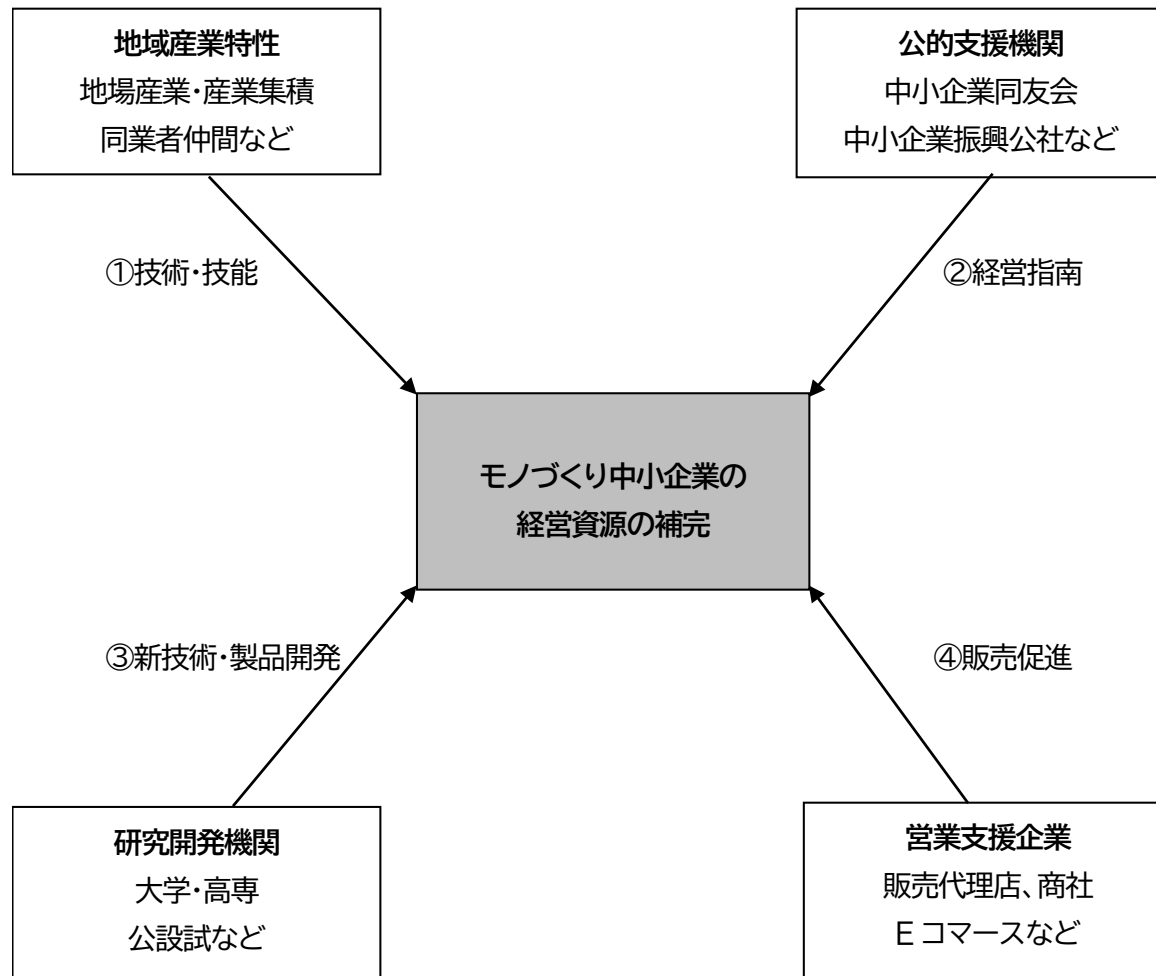 地域産業特性
地場産業・産業集積
同業者仲間など
公的支援機関
中小企業同友会
中小企業振興公社など
①技術・技能
②経営指南
モノづくり中小企業の
経営資源の補完
③新技術・製品開発
④販売促進
研究開発機関
大学・高専
公設試など
営業支援企業
販売代理店、商社
Eコマースなど